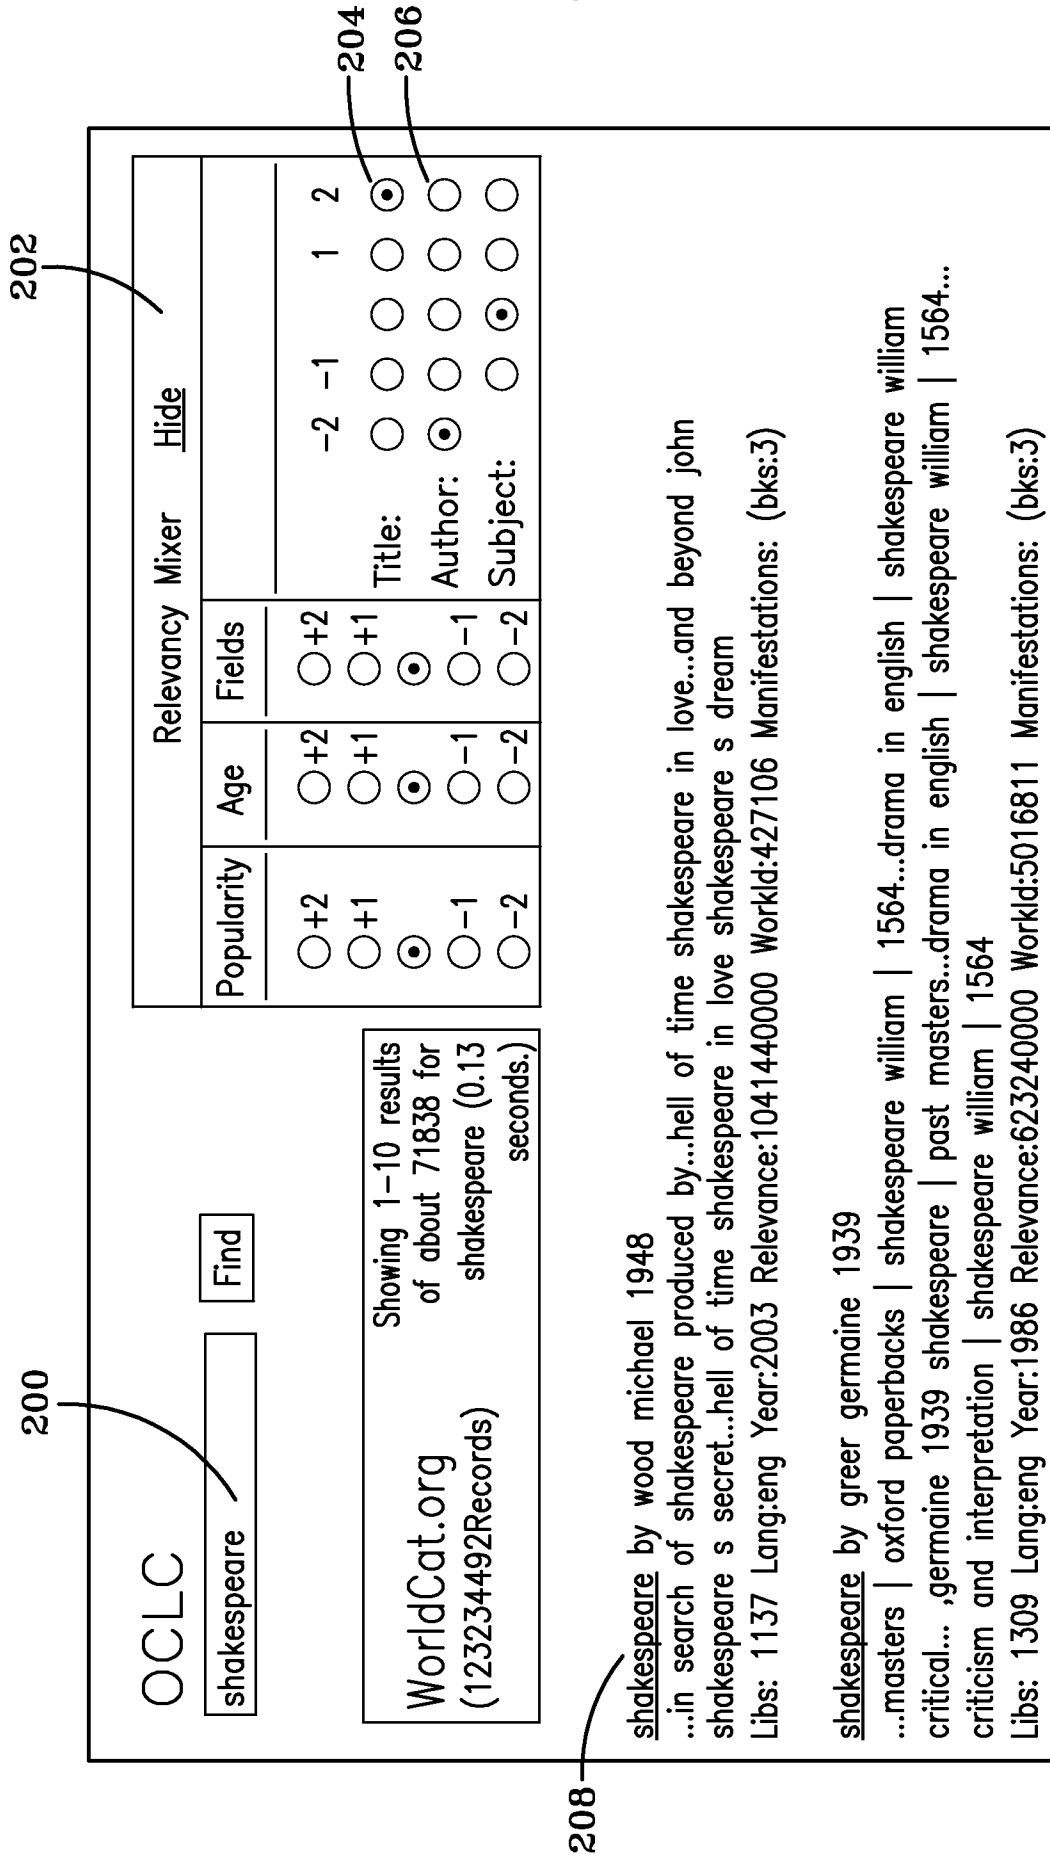 200
202
204
206
OCLC
shakespeare
Find
WorldCat.org
(123234492Records)
Showing 1-10 results
of about 71838 for
shakespeare (0.13
seconds.)
Relevancy Mixer Hide
Popularity Age Fields
+2 +2 +2
+1 +1 +1
-1 -1 -1
-2 -2 -2
-2 -1 1 2
Title:
Author:
Subject:
208
shakespeare by wood michael 1948
...in search of shakespeare produced by...hell of time shakespeare in love...and beyond john
shakespeare s secret...hell of time shakespeare in love shakespeare s dream
Libs: 1137 Lang:eng Year:2003 Relevance:104144​0000 WorkId:427106 Manifestations: (bks:3)
shakespeare by greer germaine 1939
...masters | oxford paperbacks | shakespeare william | 1564...drama in english | shakespeare william
critical... ,germaine 1939 shakespeare | past masters...drama in english | shakespeare william | 1564...
criticism and interpretation | shakespeare william | 1564
Libs: 1309 Lang:eng Year:1986 Relevance:623240000 WorkId:5016811 Manifestations: (bks:3)